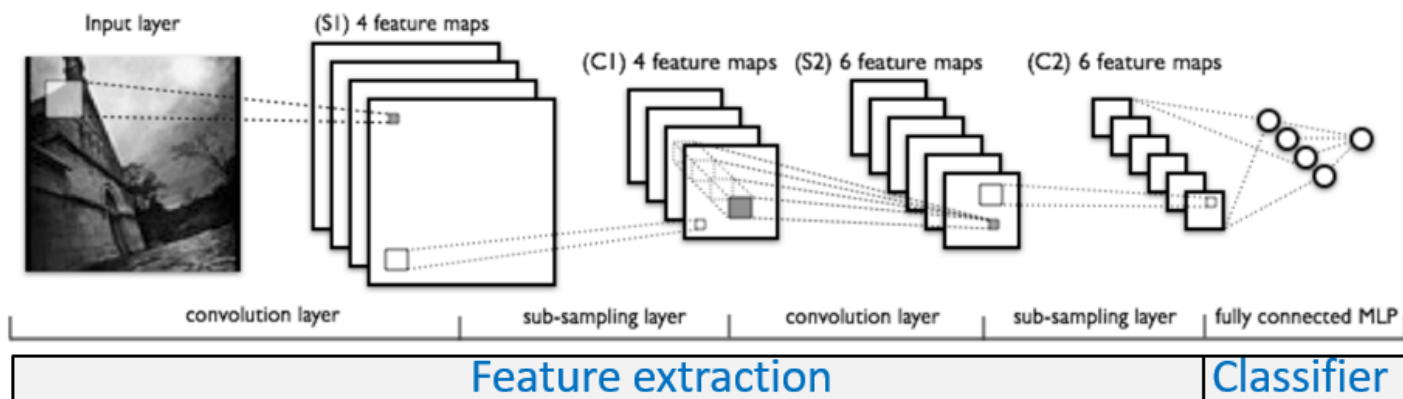 Input layer
(S1) 4 feature maps
(C1) 4 feature maps
(S2) 6 feature maps
(C2) 6 feature maps
convolution layer
sub-sampling layer
convolution layer
sub-sampling layer
fully connected MLP
Feature extraction
Classifier